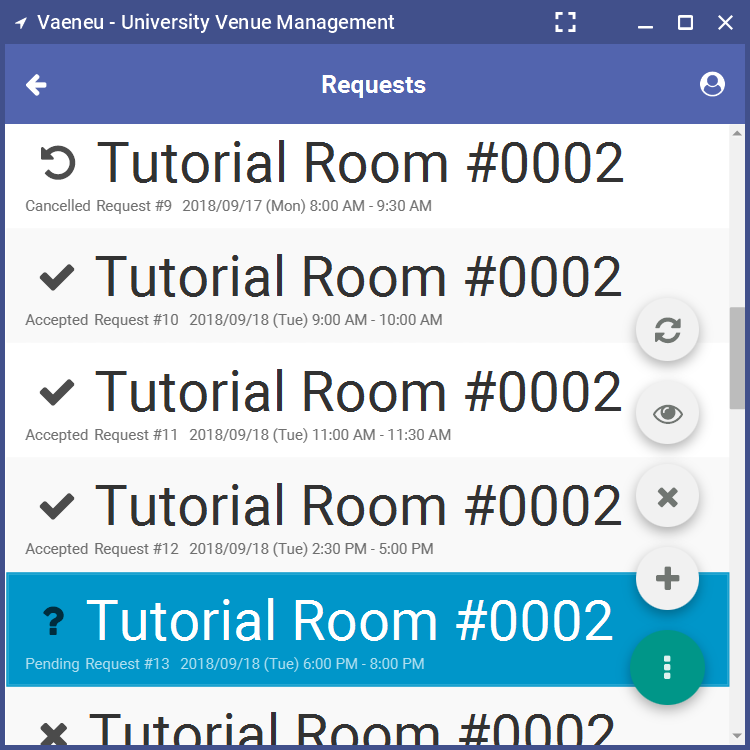 Vaeneu - University Venue Management
Requests
Tutorial Room #0002
Cancelled Request #9 2018/09/17 (Mon) 8:00 AM - 9:30 AM
Tutorial Room #0002
Accepted Request #10 2018/09/18 (Tue) 9:00 AM - 10:00 AM
Tutorial Room #0002
Accepted Request #11 2018/09/18 (Tue) 11:00 AM - 11:30 AM
Tutorial Room #0002
Accepted Request #12 2018/09/18 (Tue) 2:30 PM - 5:00 PM
Tutorial Room #0002
Pending Request #13 2018/09/18 (Tue) 6:00 PM - 8:00 PM
Tutorial Room #0002